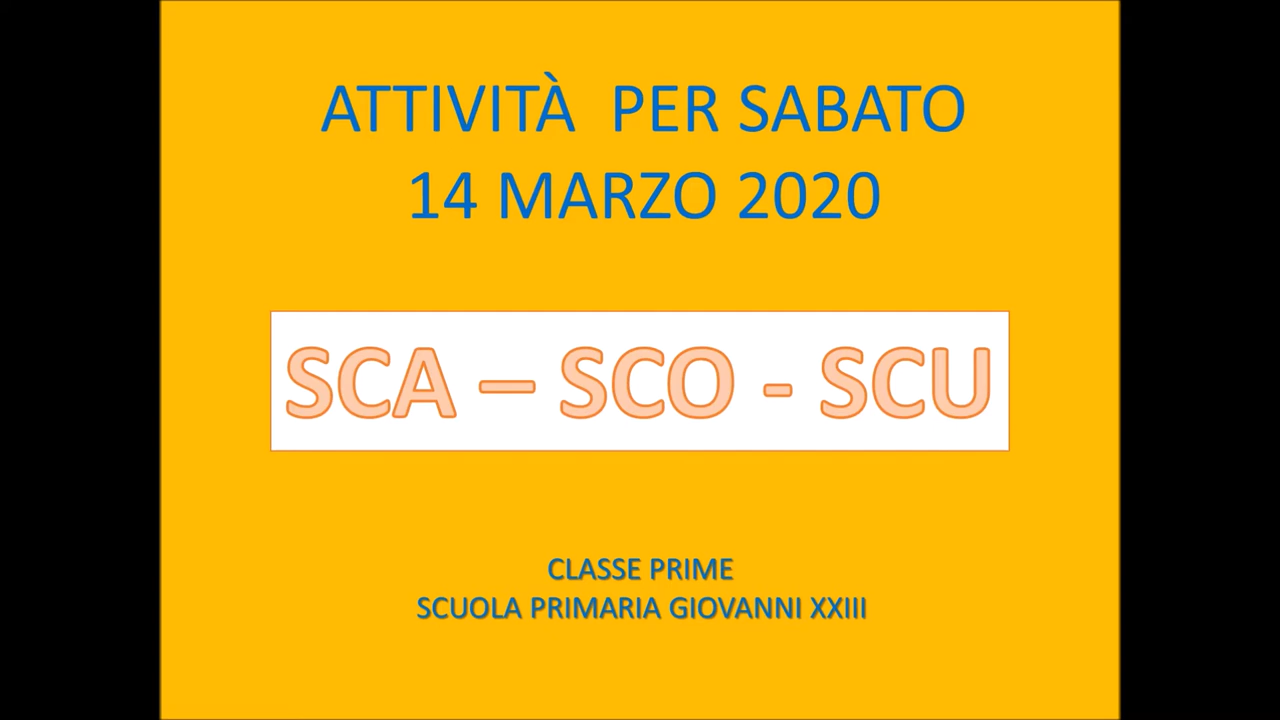 ATTIVITÀ PER SABATO
14 MARZO 2020
SCA – SCO - SCU
CLASSE PRIME
SCUOLA PRIMARIA GIOVANNI XXIII